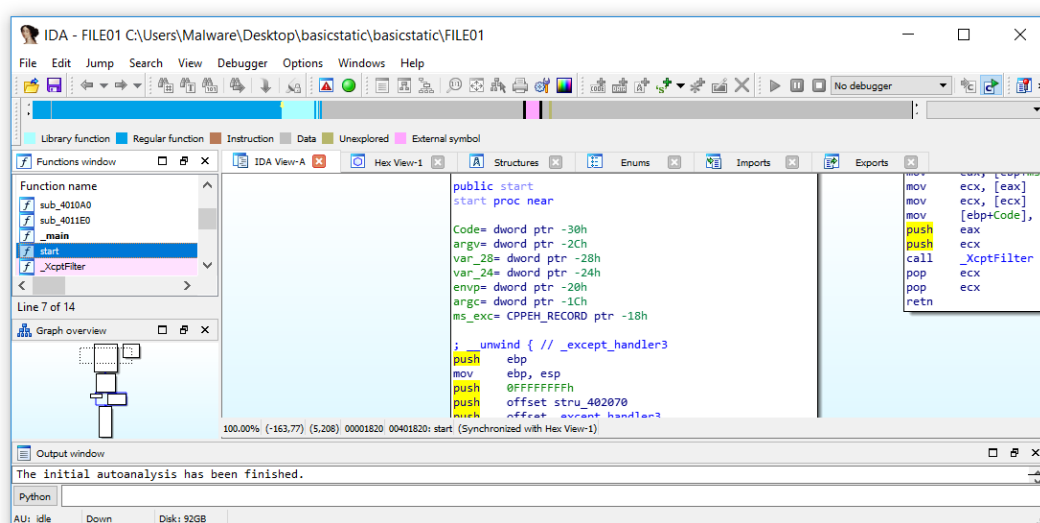 IDA - FILE01 C:\Users\Malware\Desktop\basicstatic\basicstatic\FILE01
File Edit Jump Search View Debugger Options Windows Help
No debugger
Library function Regular function Instruction Data Unexplored External symbol
Functions window
IDA View-A Hex View-1 Structures Enums Imports Exports
Function name
sub_4010A0
sub_4011E0
_main
start
_XcptFilter
Line 7 of 14
Graph overview
public start
start proc near
Code= dword ptr -30h
argv= dword ptr -2Ch
var_28= dword ptr -28h
var_24= dword ptr -24h
envp= dword ptr -20h
argc= dword ptr -1Ch
ms_exc= CPPEH_RECORD ptr -18h
; __unwind { // _except_handler3
push ebp
mov ebp, esp
push 0FFFFFFFFh
push offset stru_402070
push offset _except_handler3
mov ecx, [eax]
mov ecx, [ecx]
mov [ebp+Code],
push eax
push ecx
call _XcptFilter
pop ecx
pop ecx
retn
100.00% (-163,77) (5,208) 00001820 00401820: start (Synchronized with Hex View-1)
Output window
The initial autoanalysis has been finished.
Python
AU: idle Down Disk: 92GB